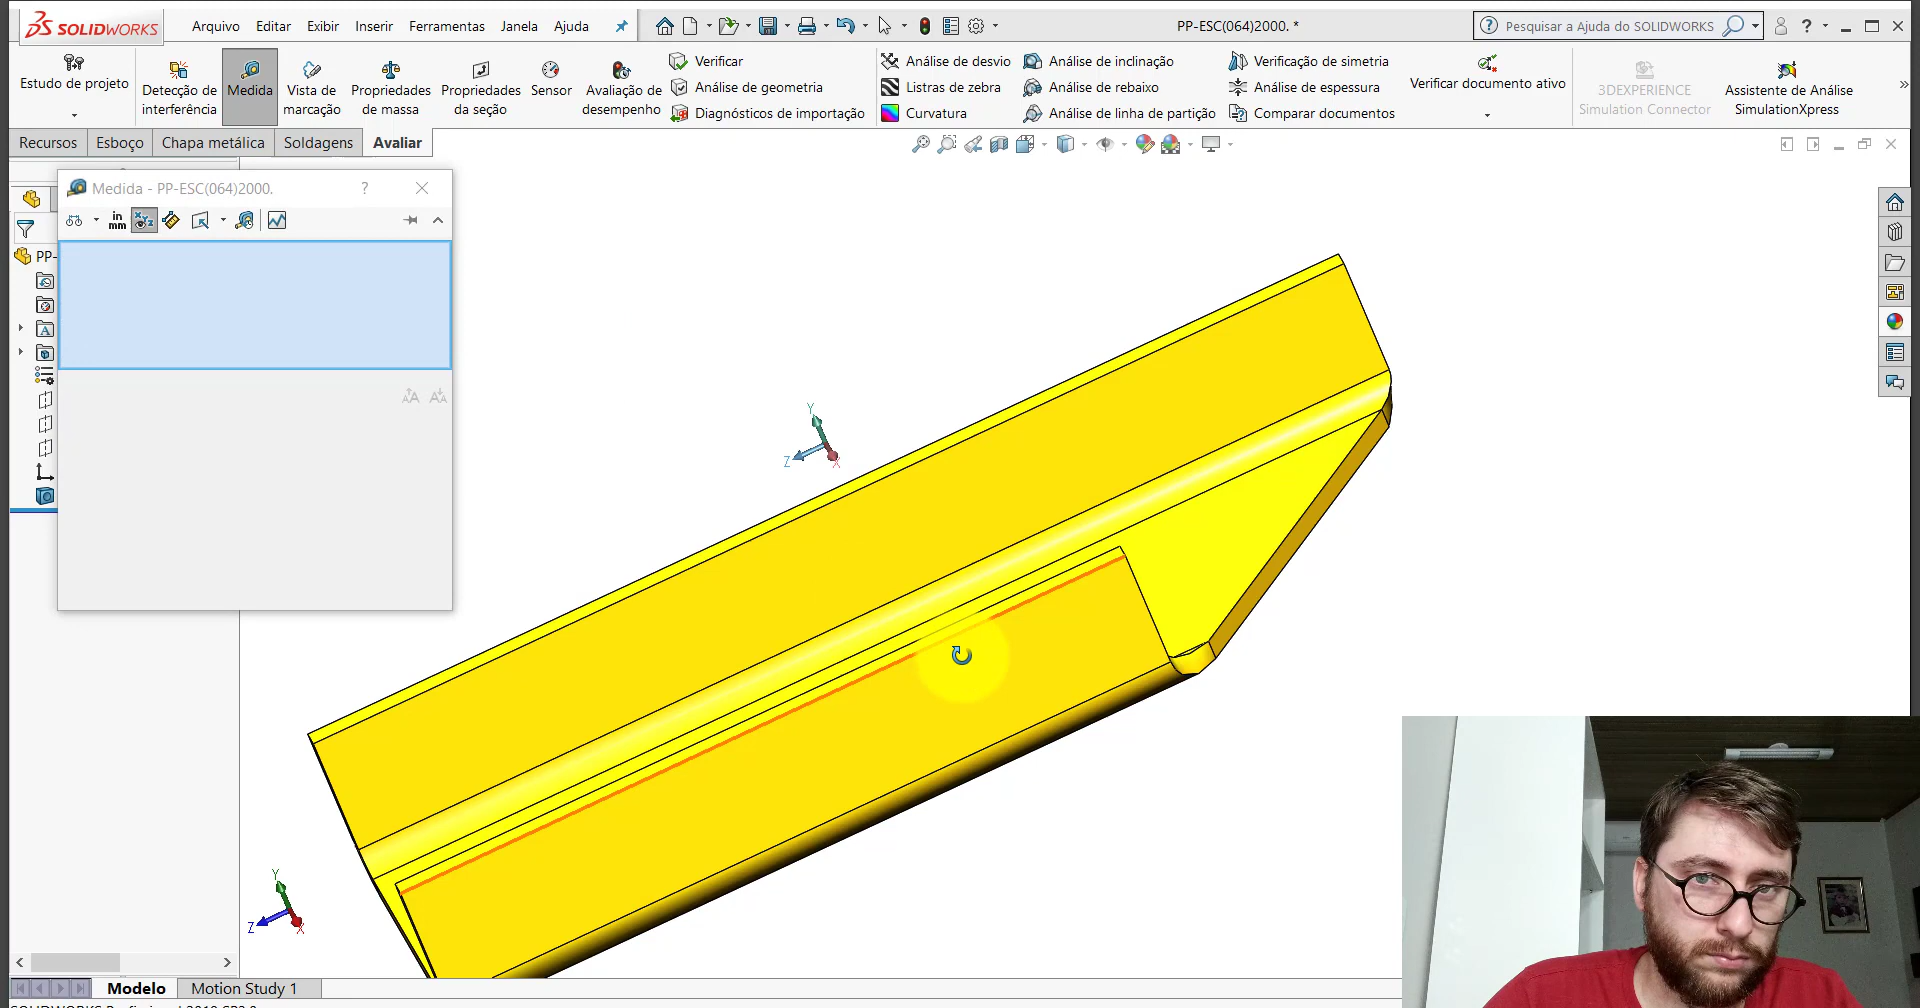 SOLIDWORKS
Arquivo Editar Exibir Inserir Ferramentas Janela Ajuda
PP-ESC(064)2000. *
Pesquisar a Ajuda do SOLIDWORKS
?
Estudo de projeto
Detecção de interferência
Medida
Vista de marcação
Propriedades de massa
Propriedades da seção
Sensor
Avaliação de desempenho
Verificar
Análise de geometria
Diagnósticos de importação
Análise de desvio
Listras de zebra
Curvatura
Análise de inclinação
Análise de rebaixo
Análise de linha de partição
Verificação de simetria
Análise de espessura
Comparar documentos
Verificar documento ativo
3DEXPERIENCE
Simulation Connector
Assistente de Análise
SimulationXpress
Recursos Esboço Chapa metálica Soldagens Avaliar
Medida - PP-ESC(064)2000.
?
in
mm
PP-
Y
Z
X
Y
Z
X
Modelo Motion Study 1